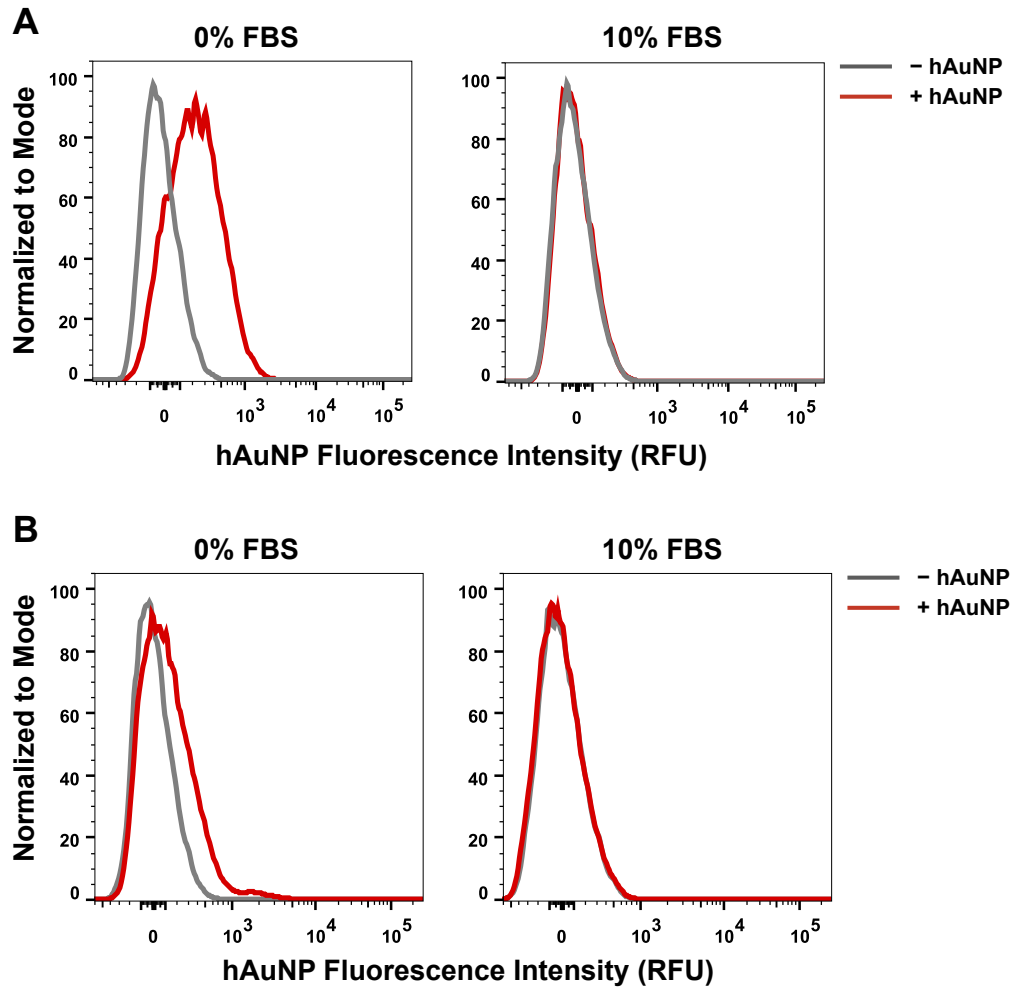 A
0% FBS
10% FBS
− hAuNP
+ hAuNP
Normalized to Mode
100
80
60
40
20
0
0
10³
10⁴
10⁵
100
80
60
40
20
0
0
10³
10⁴
10⁵
hAuNP Fluorescence Intensity (RFU)
B
0% FBS
10% FBS
− hAuNP
+ hAuNP
Normalized to Mode
100
80
60
40
20
0
0
10³
10⁴
10⁵
100
80
60
40
20
0
0
10³
10⁴
10⁵
hAuNP Fluorescence Intensity (RFU)